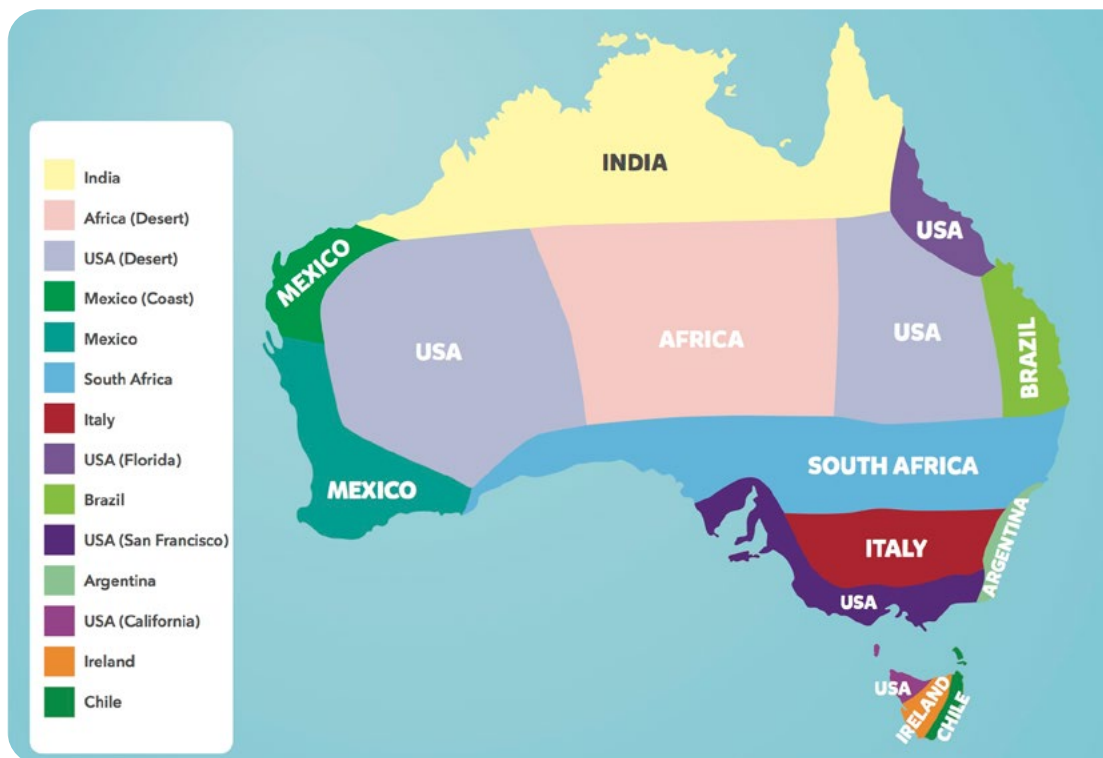 India
Africa (Desert)
USA (Desert)
Mexico (Coast)
Mexico
South Africa
Italy
USA (Florida)
Brazil
USA (San Francisco)
Argentina
USA (California)
Ireland
Chile
INDIA
USA
MEXICO
USA
AFRICA
USA
BRAZIL
SOUTH AFRICA
MEXICO
ITALY
ARGENTINA
USA
USA
IRELAND
CHILE